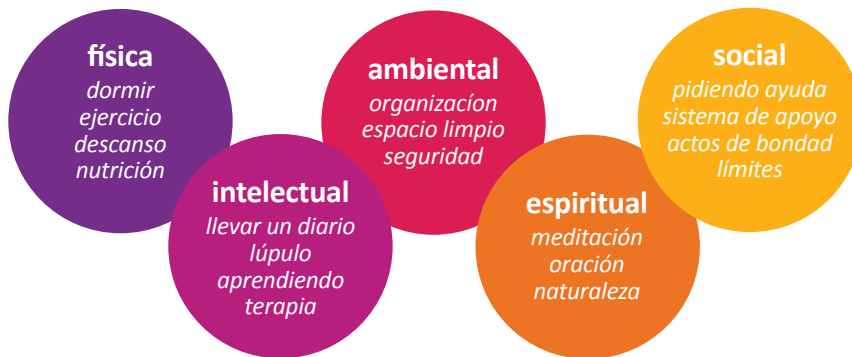 física
dormir
ejercicio
descanso
nutrición
intelectual
llevar un diario
lúpulo
aprendiendo
terapia
ambiental
organizacíon
espacio limpio
seguridad
espiritual
meditación
oración
naturaleza
social
pidiendo ayuda
sistema de apoyo
actos de bondad
límites